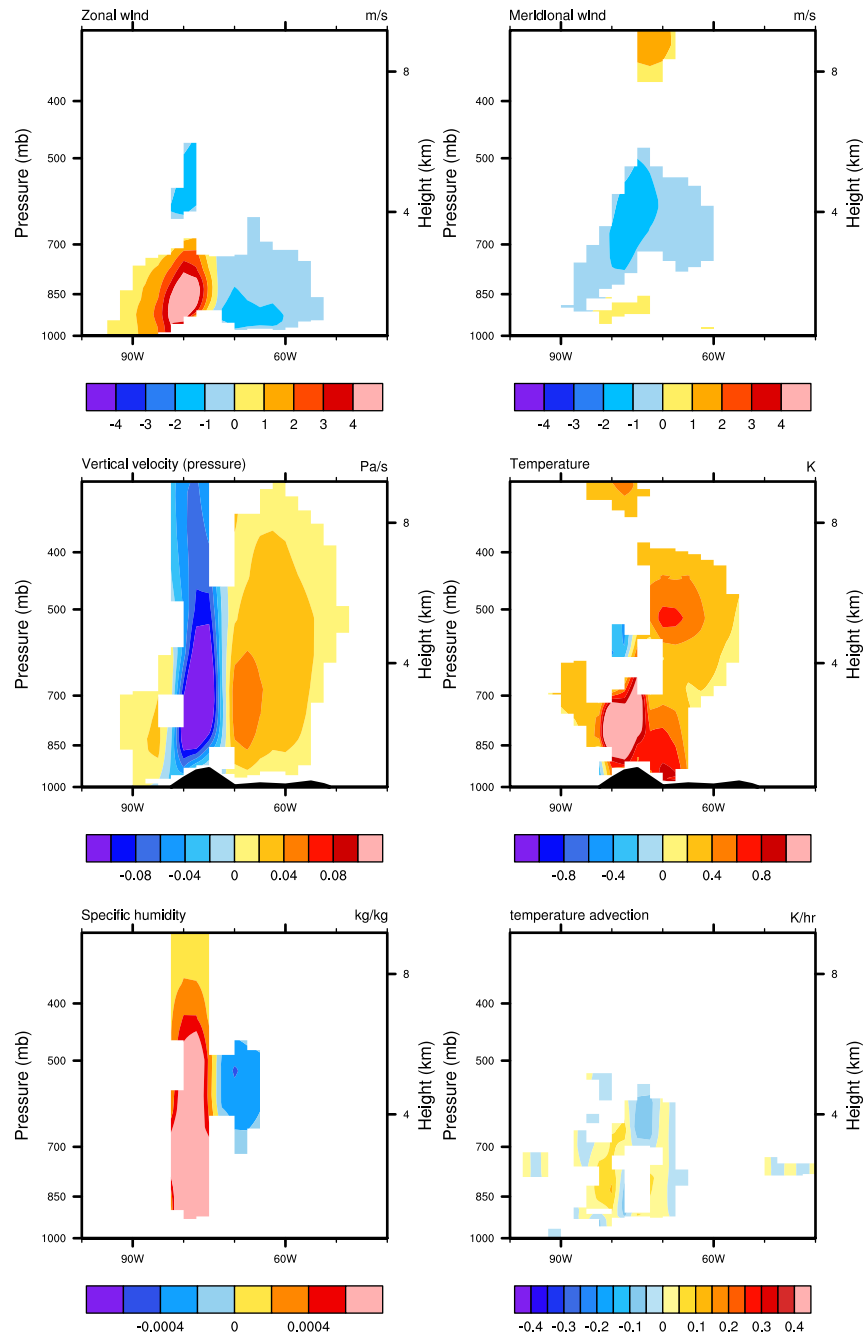 Zonal wind m/s
Pressure (mb)
400
500
700
850
1000
8
4
Height (km)
90W 60W
-4 -3 -2 -1 0 1 2 3 4
Meridional wind m/s
Pressure (mb)
400
500
700
850
1000
8
4
Height (km)
90W 60W
-4 -3 -2 -1 0 1 2 3 4
Vertical velocity (pressure) Pa/s
Pressure (mb)
400
500
700
850
1000
8
4
Height (km)
90W 60W
-0.08 -0.04 0 0.04 0.08
Temperature K
Pressure (mb)
400
500
700
850
1000
8
4
Height (km)
90W 60W
-0.8 -0.4 0 0.4 0.8
Specific humidity kg/kg
Pressure (mb)
400
500
700
850
1000
8
4
Height (km)
90W 60W
-0.0004 0 0.0004
temperature advection K/hr
Pressure (mb)
400
500
700
850
1000
8
4
Height (km)
90W 60W
-0.4 -0.3 -0.2 -0.1 0 0.1 0.2 0.3 0.4